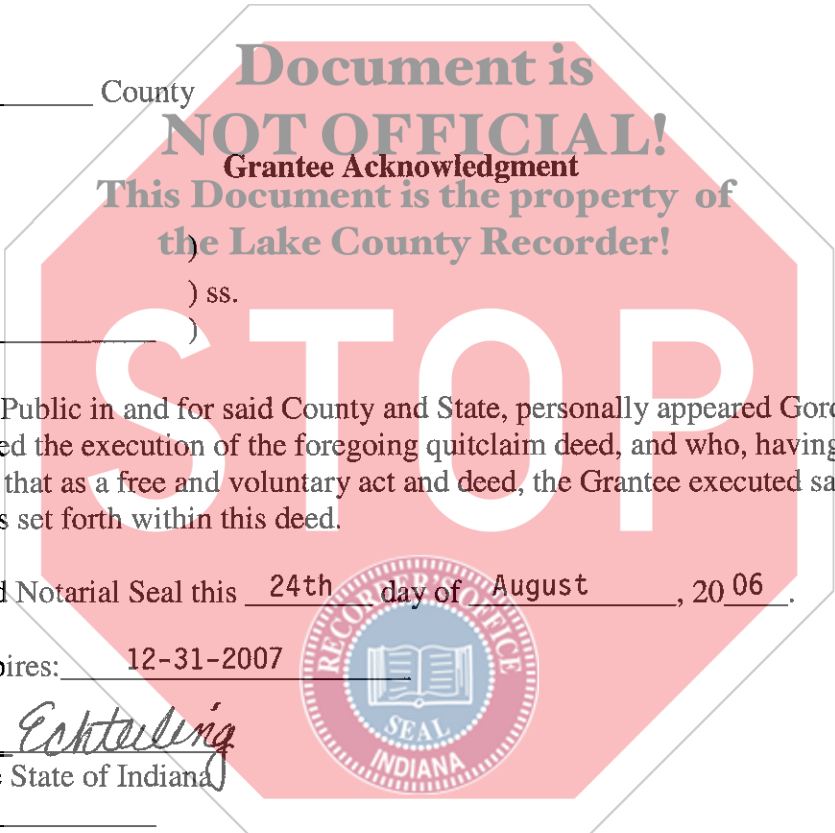 Document is
County
NOT OFFICIAL!
Grantee Acknowledgment
This Document is the property of
the Lake County Recorder!
)
) ss.
)
STOP
Public in and for said County and State, personally appeared Gord
ed the execution of the foregoing quitclaim deed, and who, having
that as a free and voluntary act and deed, the Grantee executed sa
s set forth within this deed.
d Notarial Seal this 24th day of August, 20 06.
pires: 12-31-2007
RECORDER'S OFFICE
SEAL
INDIANA
Echterling
e State of Indiana